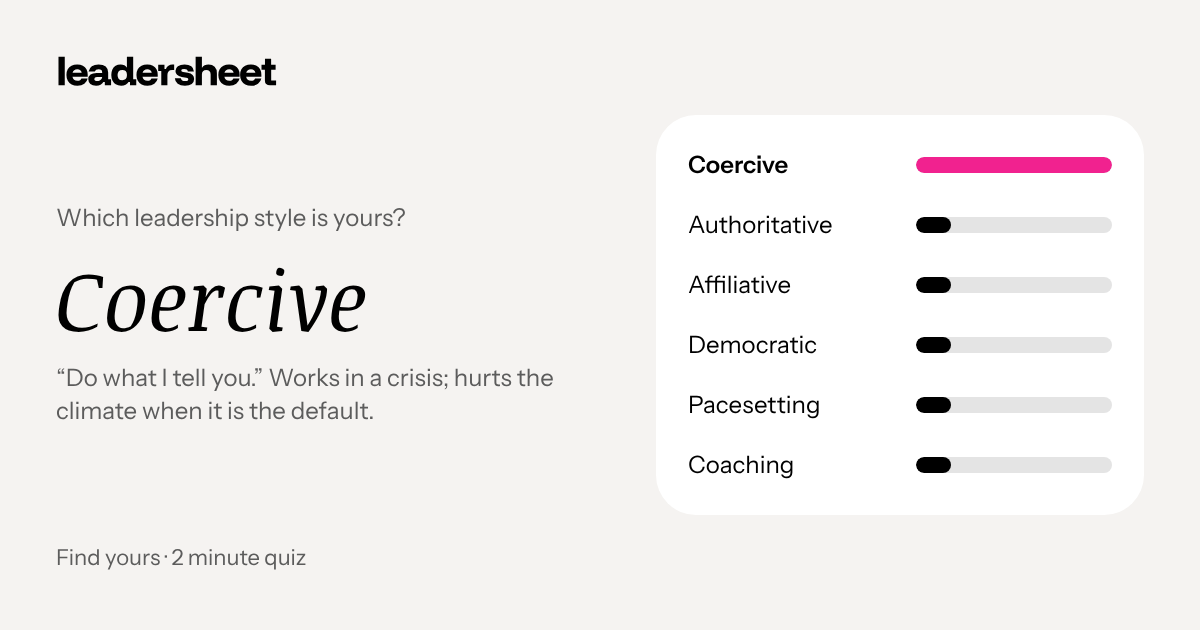 leadersheet
Which leadership style is yours?
Coercive
“Do what I tell you.” Works in a crisis; hurts the
climate when it is the default.
Find yours · 2 minute quiz
Coercive
Authoritative
Affiliative
Democratic
Pacesetting
Coaching